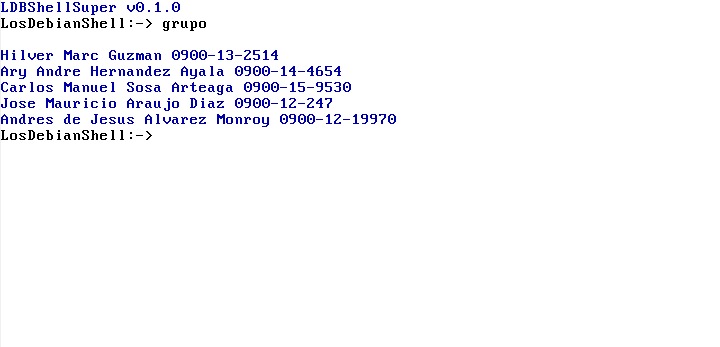 LDBShellSuper v0.1.0
LosDebianShell:-> grupo
Hilver Marc Guzman 0900-13-2514
Ary Andre Hernandez Ayala 0900-14-4654
Carlos Manuel Sosa Arteaga 0900-15-9530
Jose Mauricio Araujo Diaz 0900-12-247
Andres de Jesus Alvarez Monroy 0900-12-19970
LosDebianShell:->